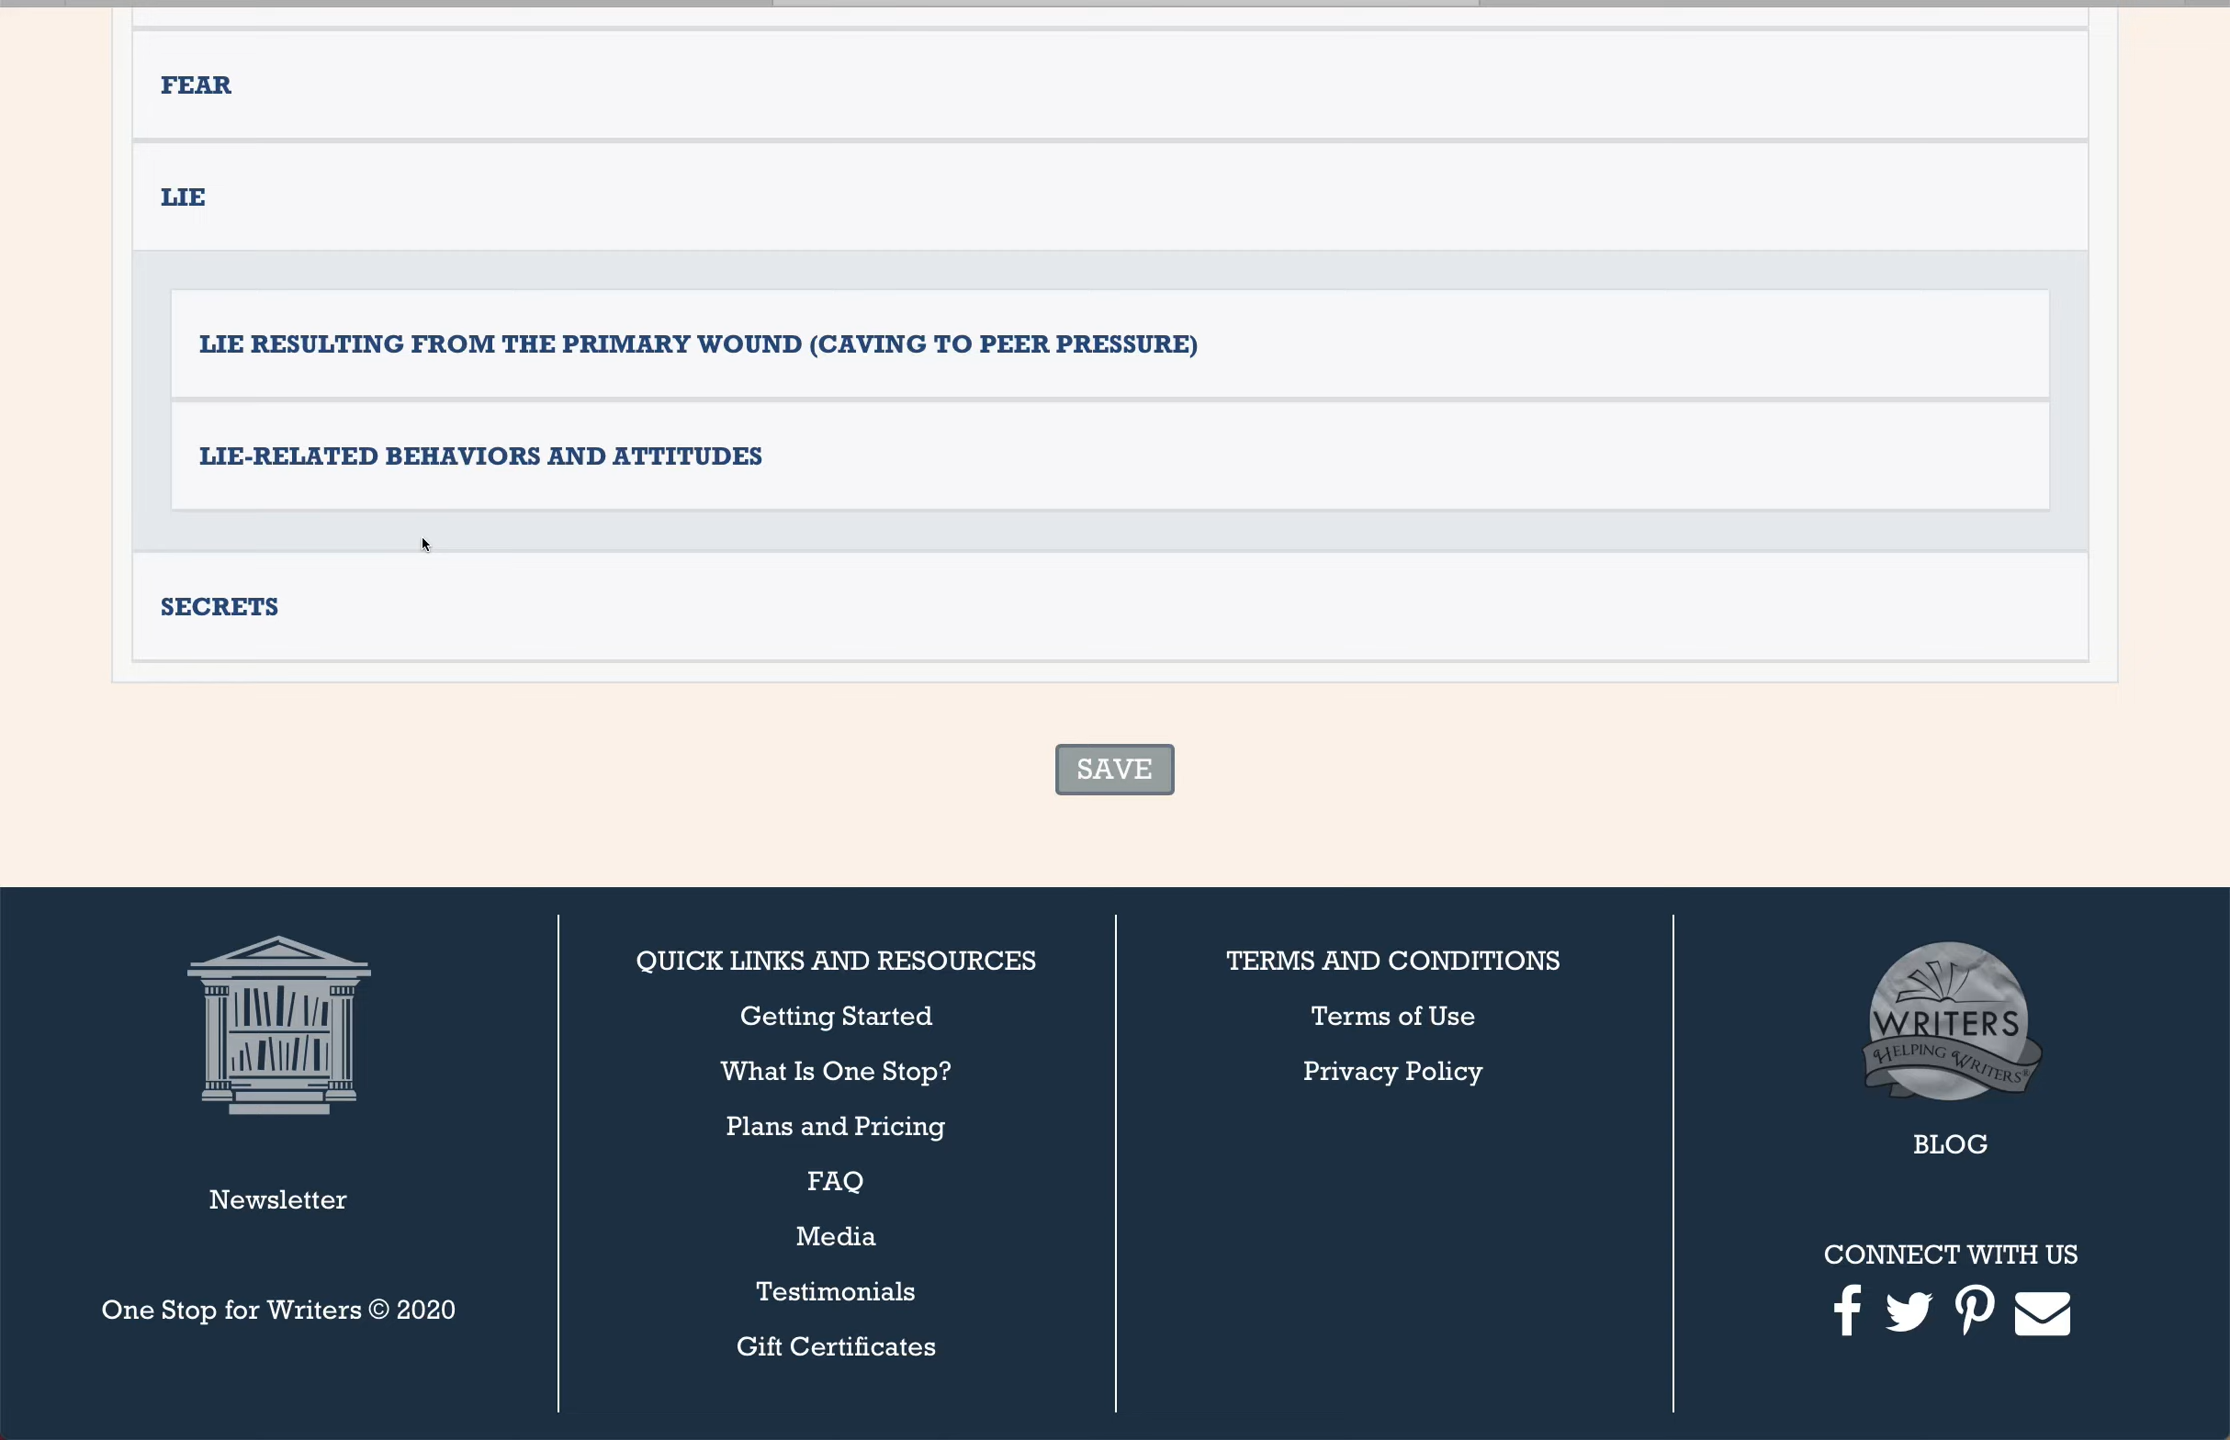 FEAR
LIE
LIE RESULTING FROM THE PRIMARY WOUND (CAVING TO PEER PRESSURE)
LIE-RELATED BEHAVIORS AND ATTITUDES
SECRETS
SAVE
Newsletter
One Stop for Writers © 2020
QUICK LINKS AND RESOURCES
Getting Started
What Is One Stop?
Plans and Pricing
FAQ
Media
Testimonials
Gift Certificates
TERMS AND CONDITIONS
Terms of Use
Privacy Policy
WRITERS
HELPING WRITERS®
BLOG
CONNECT WITH US